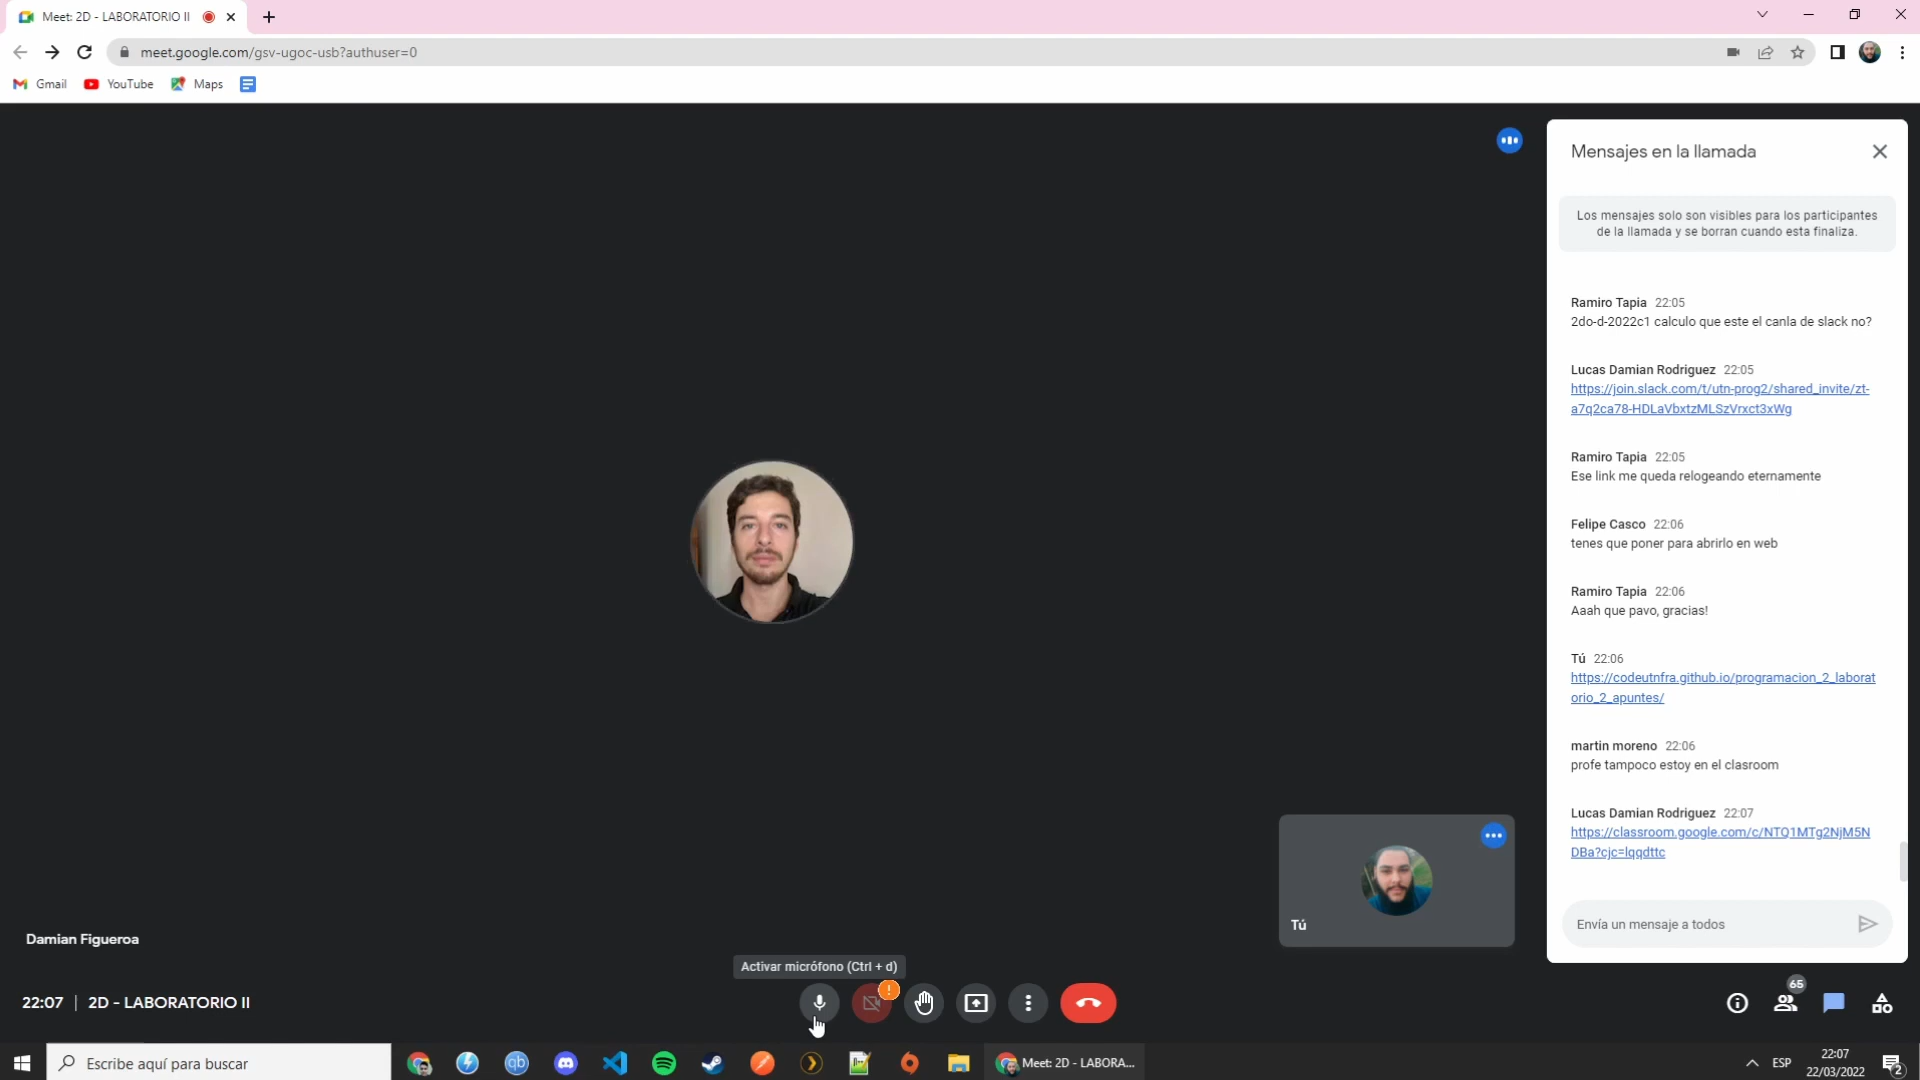 Meet: 2D - LABORATORIO II
meet.google.com/gsv-ugoc-usb?authuser=0
Gmail
YouTube
Maps
Mensajes en la llamada
Los mensajes solo son visibles para los participantes
de la llamada y se borran cuando esta finaliza.
Ramiro Tapia 22:05
2do-d-2022c1 calculo que este el canla de slack no?
Lucas Damian Rodriguez 22:05
https://join.slack.com/t/utn-prog2/shared_invite/zt-
a7q2ca78-HDLaVbxtzMLSzVrxct3xWg
Ramiro Tapia 22:05
Ese link me queda relogeando eternamente
Felipe Casco 22:06
tenes que poner para abrirlo en web
Ramiro Tapia 22:06
Aaah que pavo, gracias!
Tú 22:06
https://codeutnfra.github.io/programacion_2_laborat
orio_2_apuntes/
martin moreno 22:06
profe tampoco estoy en el clasroom
Lucas Damian Rodriguez 22:07
https://classroom.google.com/c/NTQ1MTg2NjM5N
DBa?cjc=lqqdttc
Envía un mensaje a todos
Tú
Damian Figueroa
Activar micrófono (Ctrl + d)
22:07 | 2D - LABORATORIO II
!
65
Escribe aquí para buscar
qb
Meet: 2D - LABORA...
ESP
22:07
22/03/2022
2